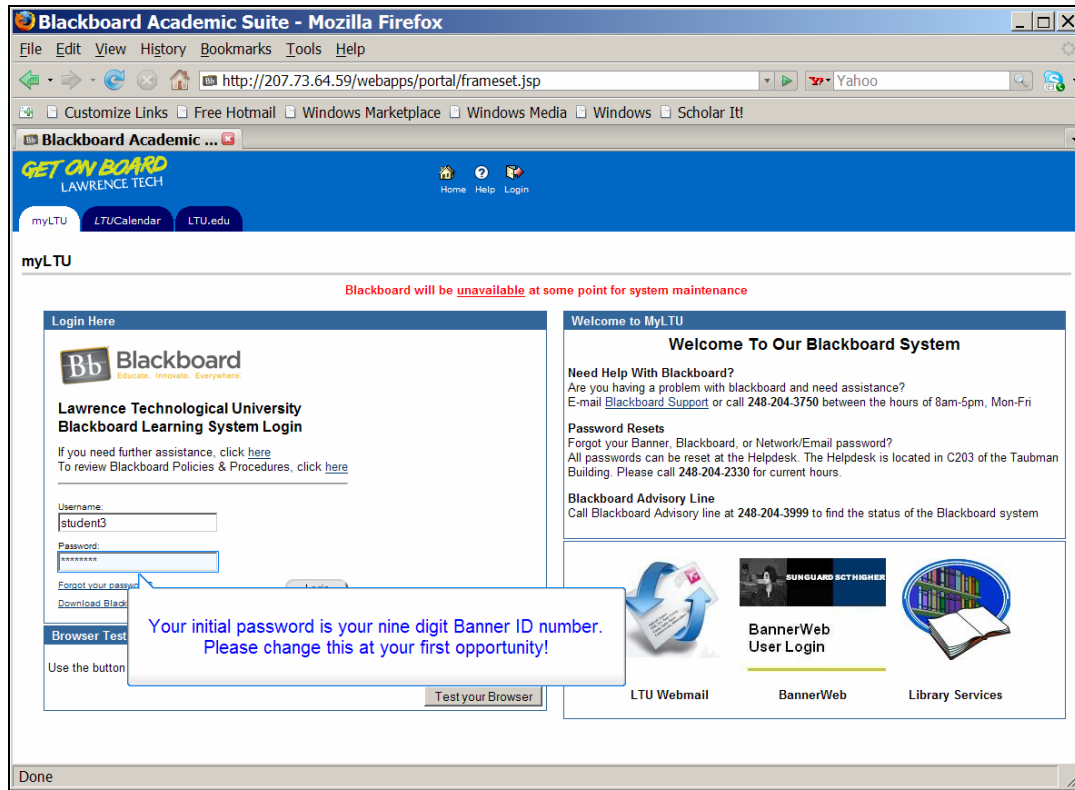 Blackboard Academic Suite - Mozilla Firefox
File Edit View History Bookmarks Tools Help
http://207.73.64.59/webapps/portal/frameset.jsp
Yahoo
Customize Links Free Hotmail Windows Marketplace Windows Media Windows Scholar It!
Blackboard Academic ...
GET ON BOARD
LAWRENCE TECH
Home Help Login
myLTU LTUCalendar LTU.edu
myLTU
Blackboard will be unavailable at some point for system maintenance
Login Here
Bb Blackboard
Educate. Innovate. Everywhere.
Lawrence Technological University
Blackboard Learning System Login
If you need further assistance, click here
To review Blackboard Policies & Procedures, click here
Username:
student3
Password:
********
Forgot your
Login
Download
Your initial password is your nine digit Banner ID number.
Please change this at your first opportunity!
Browser Test
Use the button
Test your Browser
Welcome to MyLTU
Welcome To Our Blackboard System
Need Help With Blackboard?
Are you having a problem with blackboard and need assistance?
E-mail Blackboard Support or call 248-204-3750 between the hours of 8am-5pm, Mon-Fri
Password Resets
Forgot your Banner, Blackboard, or Network/Email password?
All passwords can be reset at the Helpdesk. The Helpdesk is located in C203 of the Taubman
Building. Please call 248-204-2330 for current hours.
Blackboard Advisory Line
Call Blackboard Advisory line at 248-204-3999 to find the status of the Blackboard system
SUNGUARD SCT HIGHER
BannerWeb
User Login
LTU Webmail BannerWeb Library Services
Done